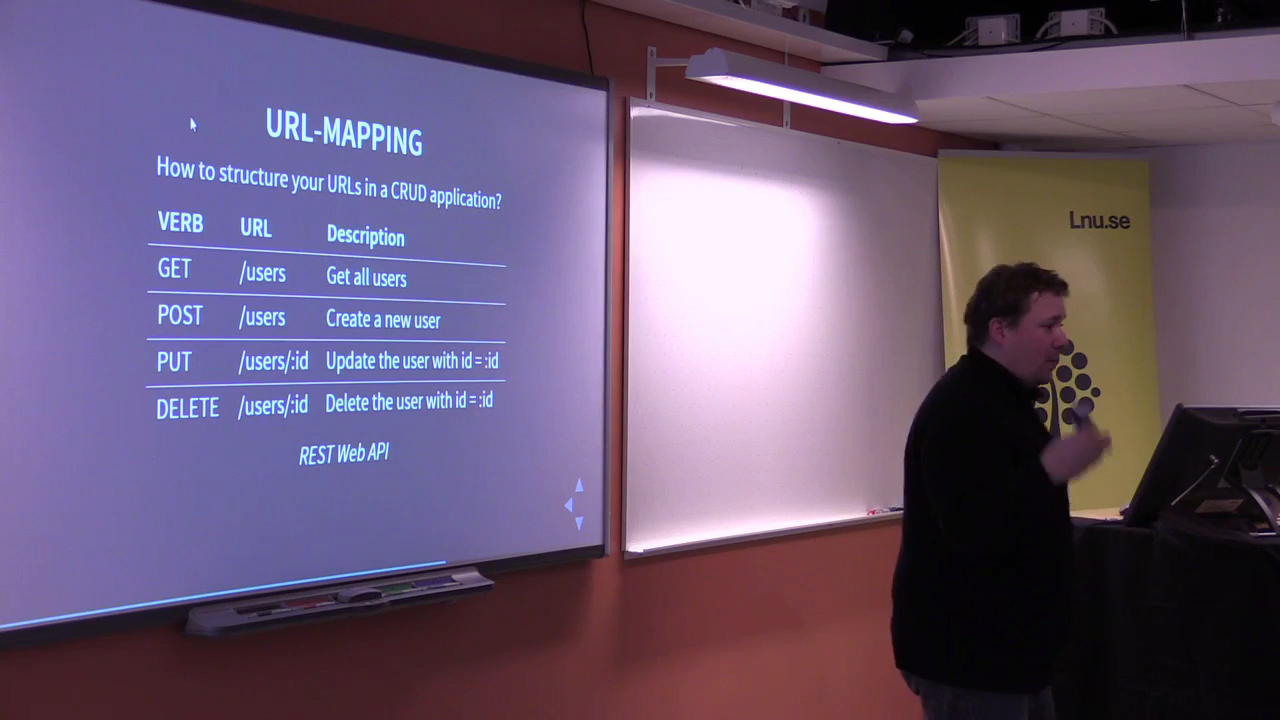 URL-MAPPING
How to structure your URLs in a CRUD application?
VERB URL Description
GET /users Get all users
POST /users Create a new user
PUT /users/:id Update the user with id = :id
DELETE /users/:id Delete the user with id = :id
REST Web API
Lnu.se